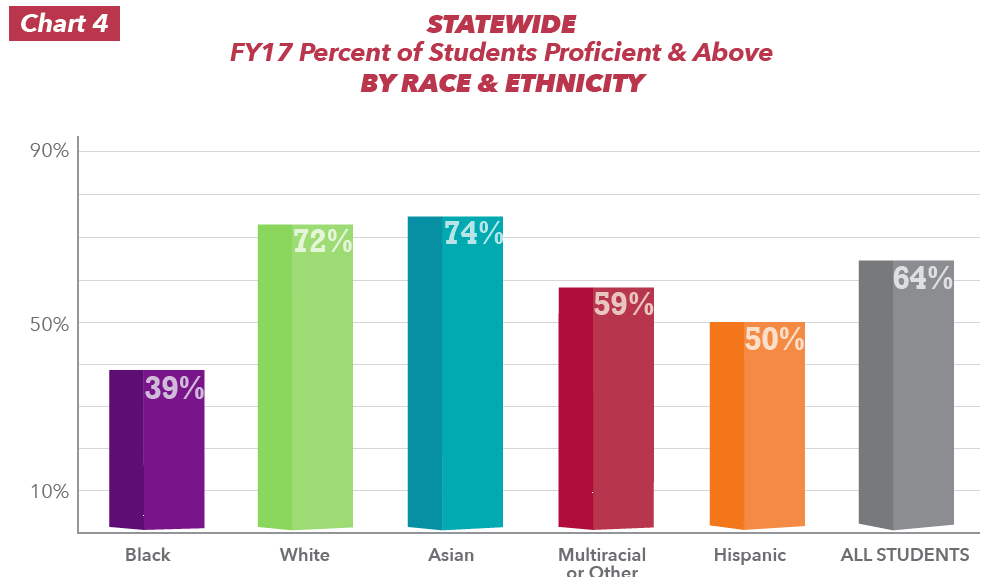 Chart 4
STATEWIDE
FY17 Percent of Students Proficient & Above
BY RACE & ETHNICITY
90%
50%
10%
39%
72%
74%
59%
50%
64%
Black
White
Asian
Multiracial
or Other
Hispanic
ALL STUDENTS